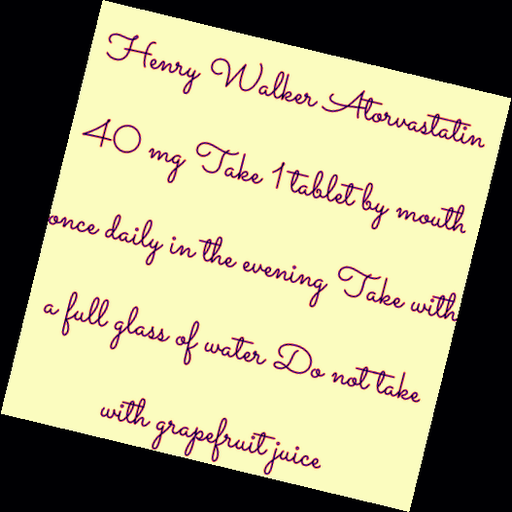 Henry Walker Atorvastatin
40 mg Take 1 tablet by mouth
once daily in the evening Take with
a full glass of water Do not take
with grapefruit juice